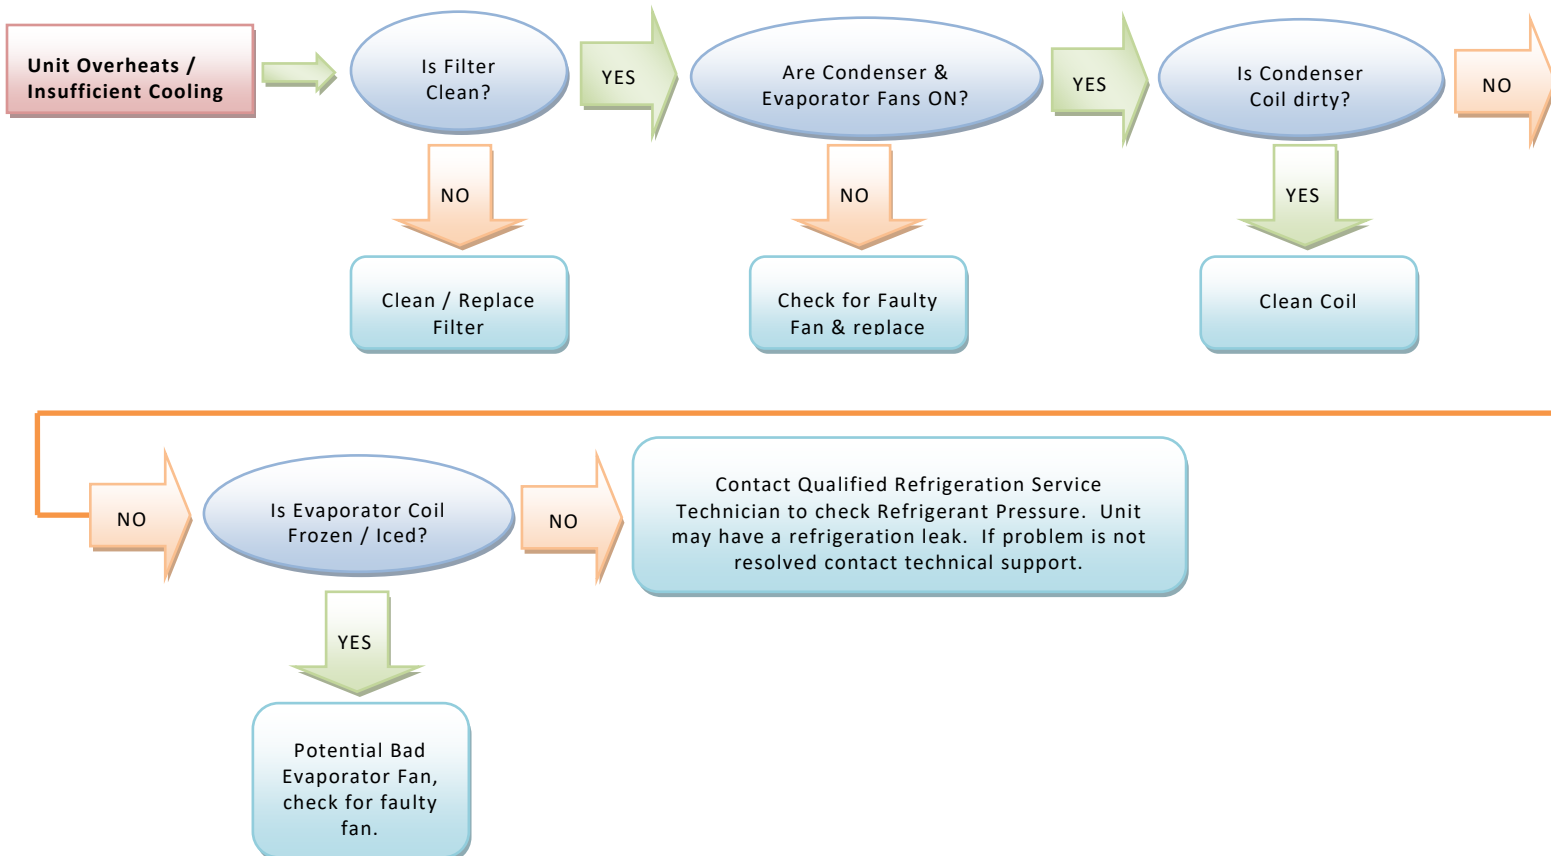 Unit Overheats /
Insufficient Cooling
Is Filter
Clean?
YES
Are Condenser &
Evaporator Fans ON?
YES
Is Condenser
Coil dirty?
NO
NO
NO
YES
Clean / Replace
Filter
Check for Faulty
Fan & replace
Clean Coil
NO
Is Evaporator Coil
Frozen / Iced?
NO
Contact Qualified Refrigeration Service
Technician to check Refrigerant Pressure.  Unit
may have a refrigeration leak.  If problem is not
resolved contact technical support.
YES
Potential Bad
Evaporator Fan,
check for faulty
fan.